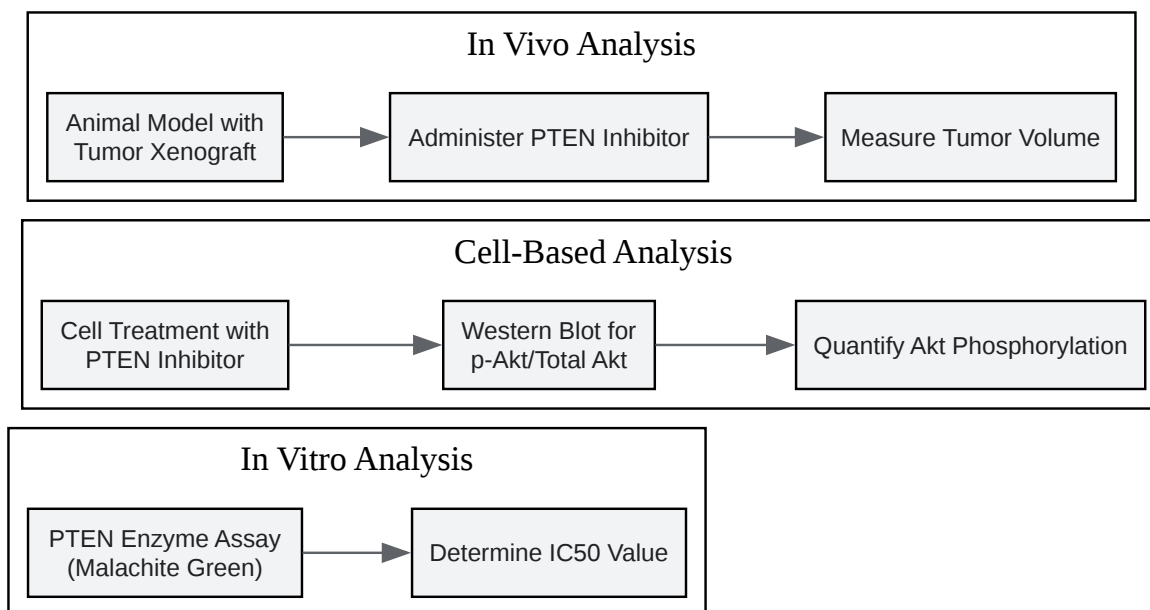 In Vivo Analysis
Animal Model with
Tumor Xenograft
Administer PTEN Inhibitor
Measure Tumor Volume
Cell-Based Analysis
Cell Treatment with
PTEN Inhibitor
Western Blot for
p-Akt/Total Akt
Quantify Akt Phosphorylation
In Vitro Analysis
PTEN Enzyme Assay
(Malachite Green)
Determine IC50 Value